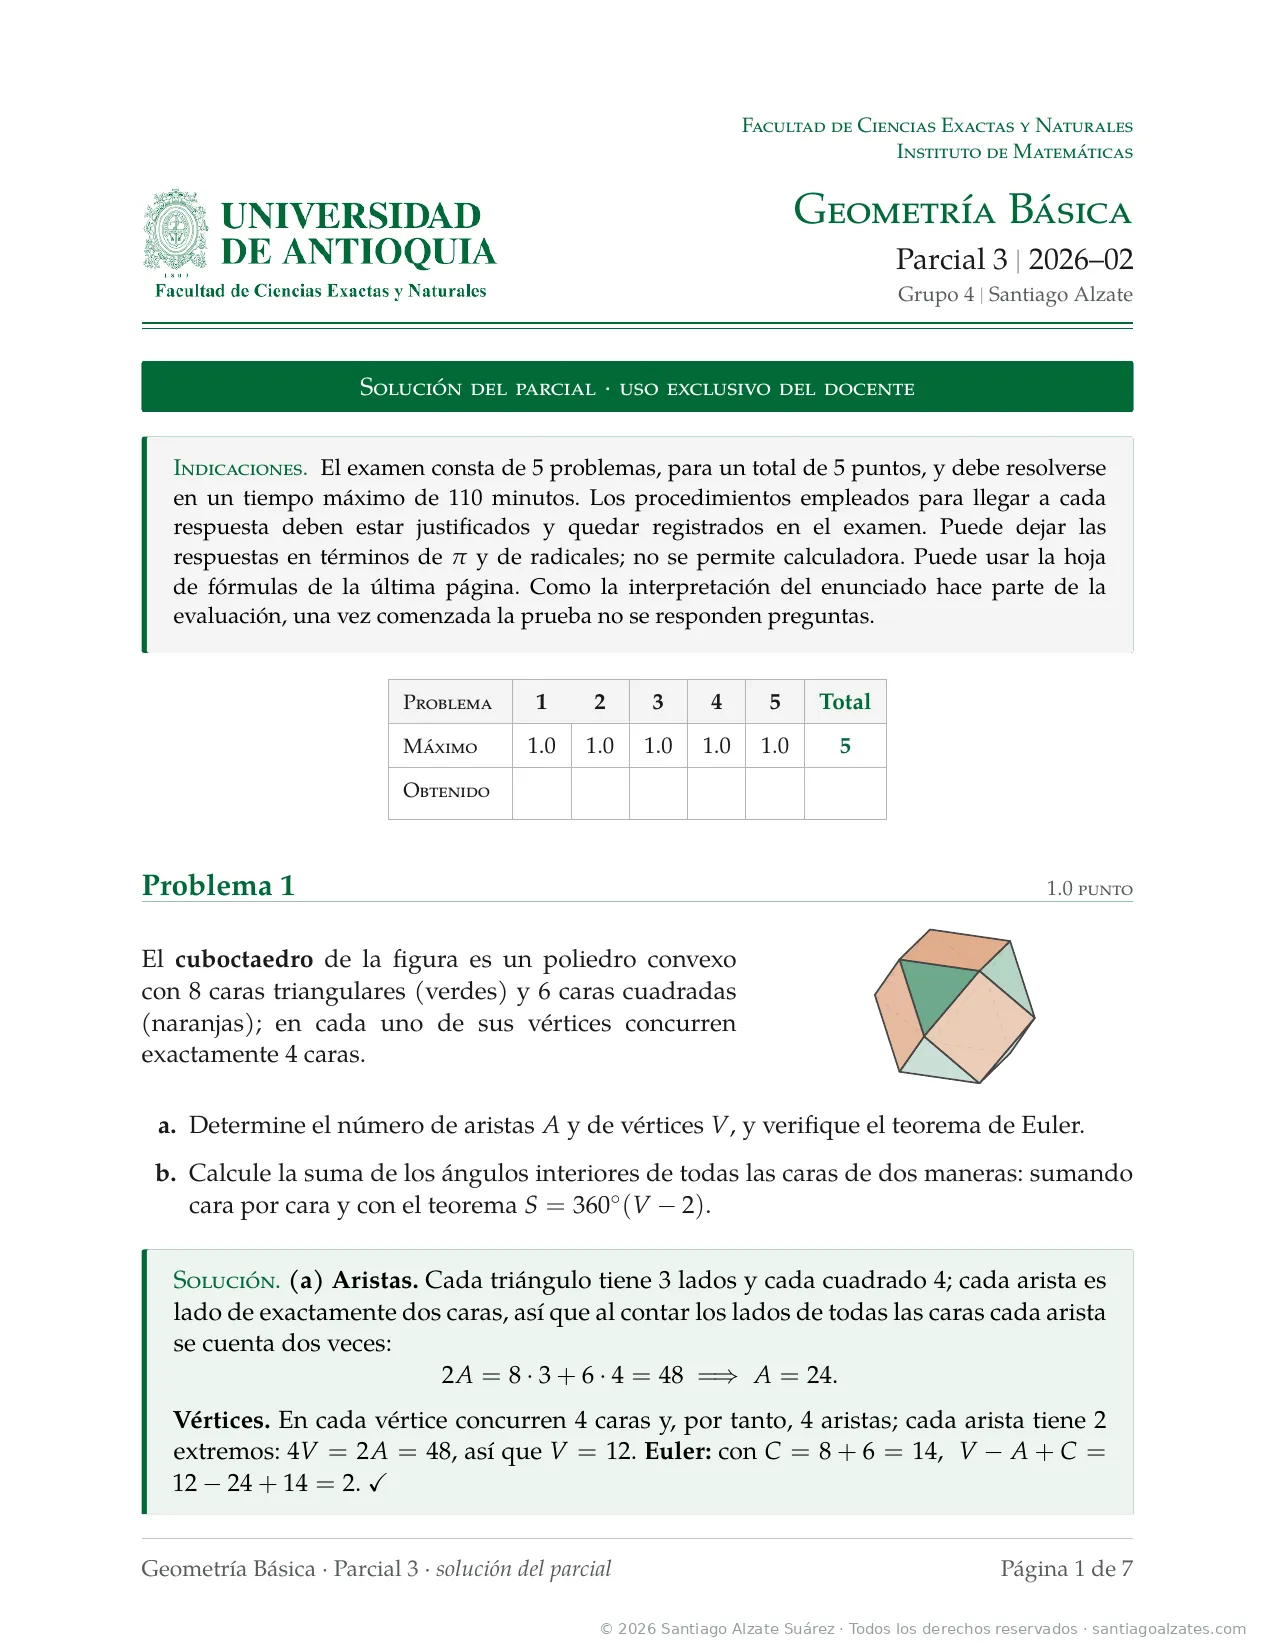 Facultad de Ciencias Exactas y Naturales
Instituto de Matemáticas
UNIVERSIDAD
DE ANTIOQUIA
1803
Facultad de Ciencias Exactas y Naturales
Geometría Básica
Parcial 3 | 2026–02
Grupo 4 | Santiago Alzate
Solución del parcial · uso exclusivo del docente
Indicaciones. El examen consta de 5 problemas, para un total de 5 puntos, y debe resolverse
en un tiempo máximo de 110 minutos. Los procedimientos empleados para llegar a cada
respuesta deben estar justificados y quedar registrados en el examen. Puede dejar las
respuestas en términos de π y de radicales; no se permite calculadora. Puede usar la hoja
de fórmulas de la última página. Como la interpretación del enunciado hace parte de la
evaluación, una vez comenzada la prueba no se responden preguntas.
Problema 1 2 3 4 5 Total
Máximo 1.0 1.0 1.0 1.0 1.0 5
Obtenido
Problema 1 1.0 punto
El cuboctaedro de la figura es un poliedro convexo
con 8 caras triangulares (verdes) y 6 caras cuadradas
(naranjas); en cada uno de sus vértices concurren
exactamente 4 caras.
a. Determine el número de aristas A y de vértices V, y verifique el teorema de Euler.
b. Calcule la suma de los ángulos interiores de todas las caras de dos maneras: sumando
cara por cara y con el teorema S = 360°(V − 2).
Solución. (a) Aristas. Cada triángulo tiene 3 lados y cada cuadrado 4; cada arista es
lado de exactamente dos caras, así que al contar los lados de todas las caras cada arista
se cuenta dos veces:
2A = 8 · 3 + 6 · 4 = 48 ⟹ A = 24.
Vértices. En cada vértice concurren 4 caras y, por tanto, 4 aristas; cada arista tiene 2
extremos: 4V = 2A = 48, así que V = 12. Euler: con C = 8 + 6 = 14, V − A + C =
12 − 24 + 14 = 2. ✓
Geometría Básica · Parcial 3 · solución del parcial Página 1 de 7
© 2026 Santiago Alzate Suárez · Todos los derechos reservados · santiagoalzates.com